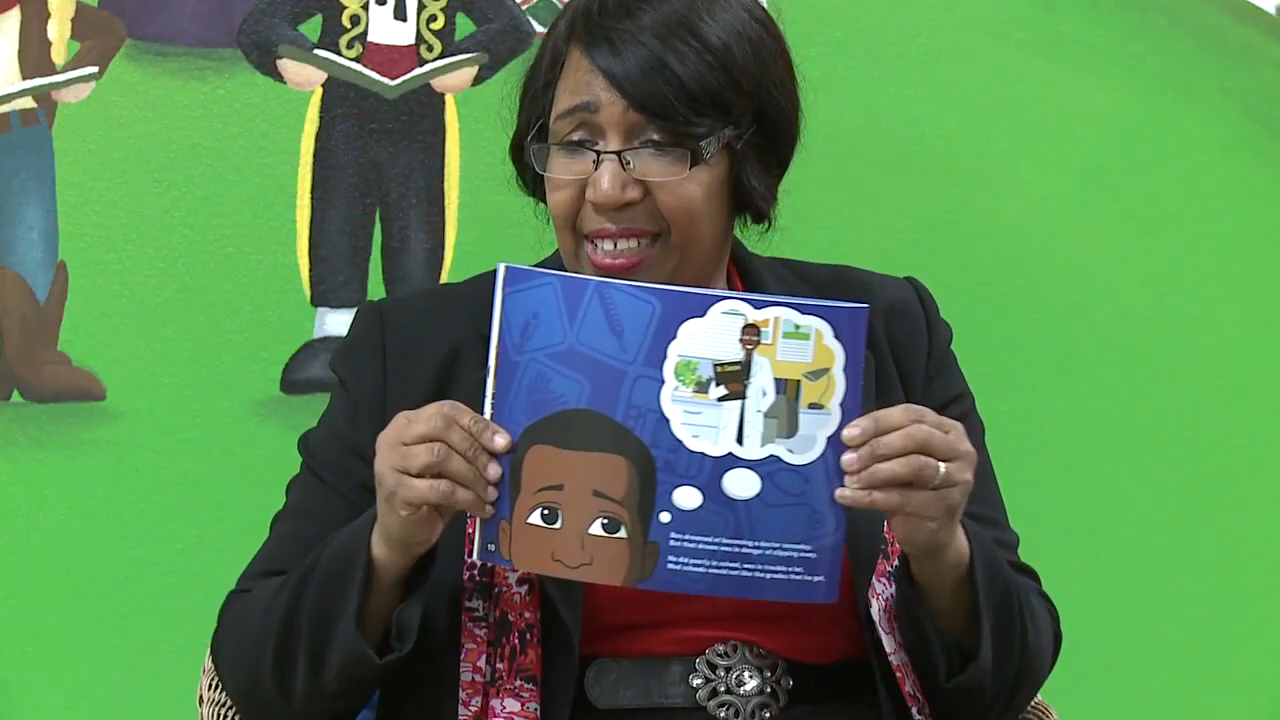 Ben dreamed of becoming a doctor someday.
But that dream was in danger of slipping away.
He did poorly in school, was in trouble a lot.
Med schools would not like the grades that he got.
10